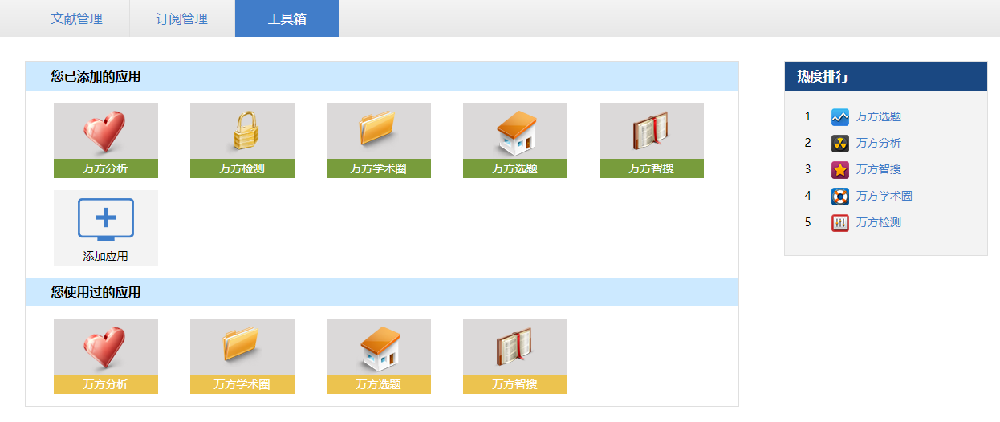 文献管理 订阅管理 工具箱
您已添加的应用
万方分析 万方检测 万方学术圈 万方选题 万方智搜
添加应用
您使用过的应用
万方分析 万方学术圈 万方选题 万方智搜
热度排行
1 万方选题
2 万方分析
3 万方智搜
4 万方学术圈
5 万方检测